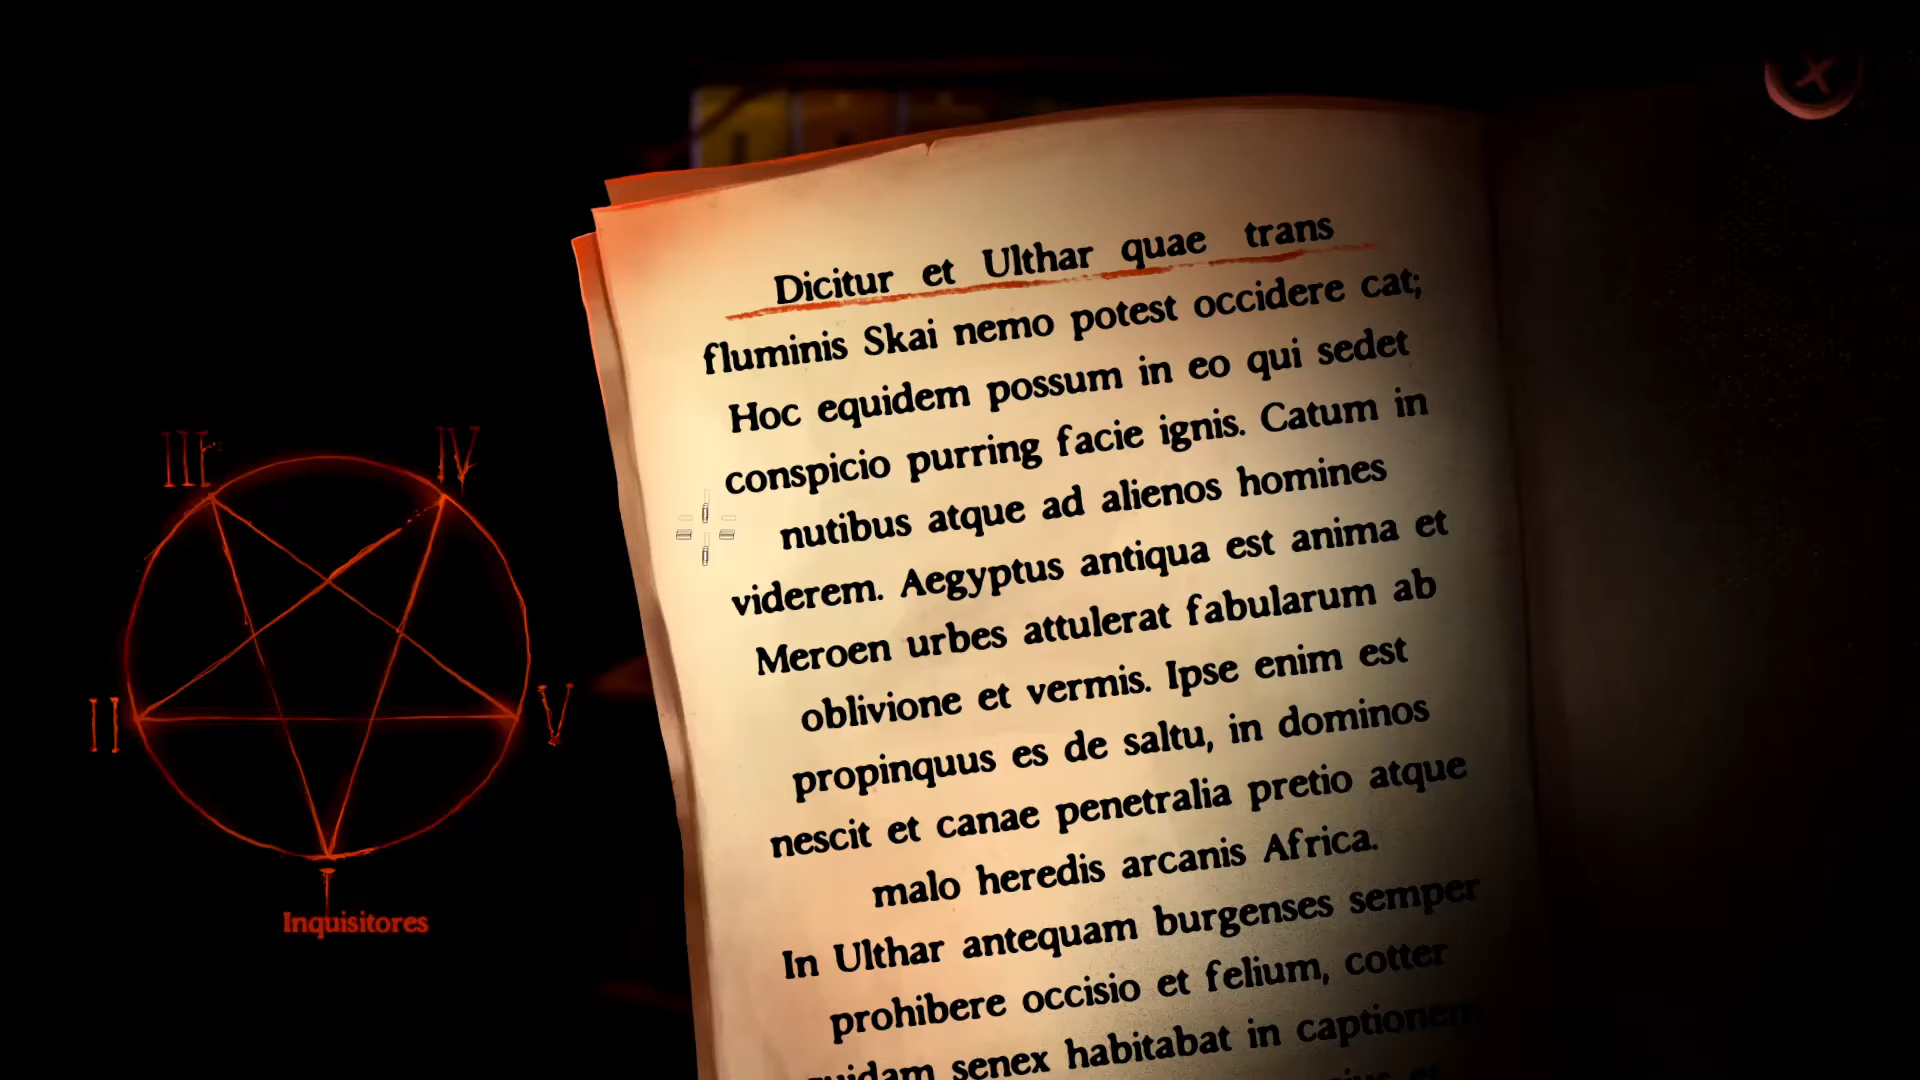 III
IV
II
V
I
Inquisitores
Dicitur et Ulthar quae trans
fluminis Skai nemo potest occidere cat;
Hoc equidem possum in eo qui sedet
conspicio purring facie ignis. Catum in
nutibus atque ad alienos homines
viderem. Aegyptus antiqua est anima et
Meroen urbes attulerat fabularum ab
oblivione et vermis. Ipse enim est
propinquus es de saltu, in dominos
nescit et canae penetralia pretio atque
malo heredis arcanis Africa.
In Ulthar antequam burgenses semper
prohibere occisio et felium, cotter
quidam senex habitabat in captionem